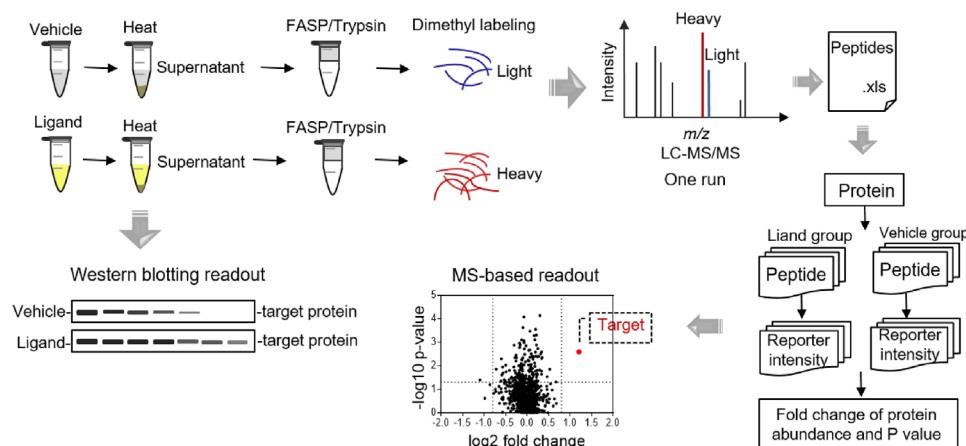 Vehicle
Heat
Supernatant
FASP/Trypsin
Dimethyl labeling
Light
Ligand
Heat
Supernatant
FASP/Trypsin
Heavy
Heavy
Light
Intensity
m/z
LC-MS/MS
One run
Peptides
.xls
Protein
Liand group
Vehicle group
Peptide
Peptide
Reporter
intensity
Reporter
intensity
Fold change of protein
abundance and P value
Western blotting readout
Vehicle- -target protein
Ligand- -target protein
MS-based readout
-log10 p-value
5
4
3
2
1
0
-2.0 -1.5 -1.0 -0.5 0.0 0.5 1.0 1.5 2.0
log2 fold change
Target